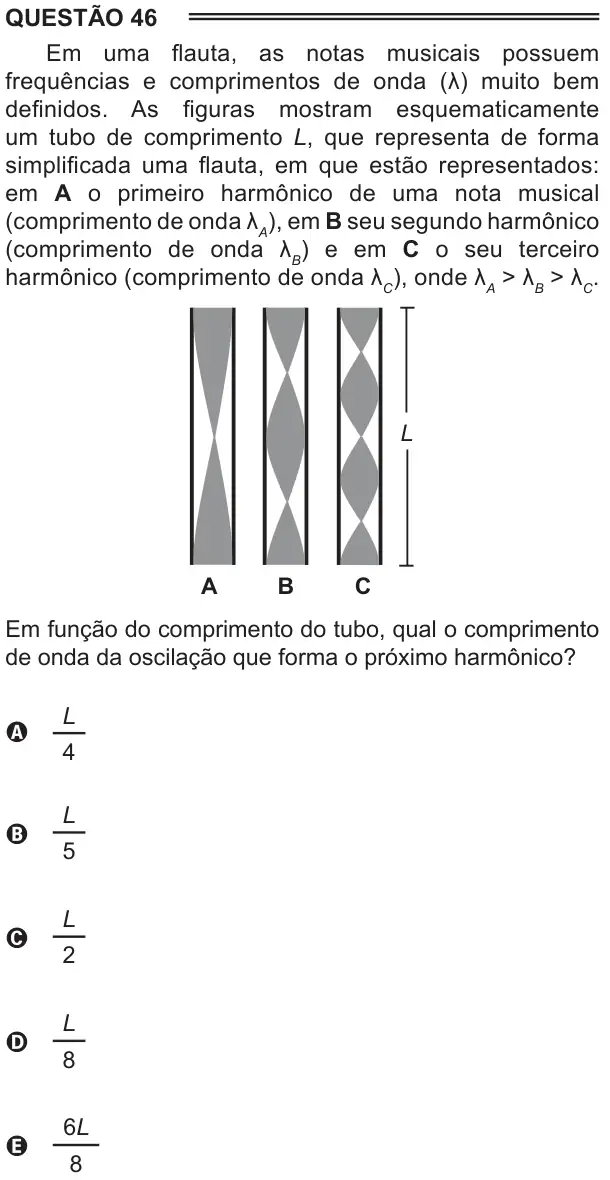 QUESTÃO 46
Em uma flauta, as notas musicais possuem
frequências e comprimentos de onda (λ) muito bem
definidos. As figuras mostram esquematicamente
um tubo de comprimento L, que representa de forma
simplificada uma flauta, em que estão representados:
em A o primeiro harmônico de uma nota musical
(comprimento de onda λA), em B seu segundo harmônico
(comprimento de onda λB) e em C o seu terceiro
harmônico (comprimento de onda λC), onde λA > λB > λC.
L
A B C
Em função do comprimento do tubo, qual o comprimento
de onda da oscilação que forma o próximo harmônico?
A L/4
B L/5
C L/2
D L/8
E 6L/8